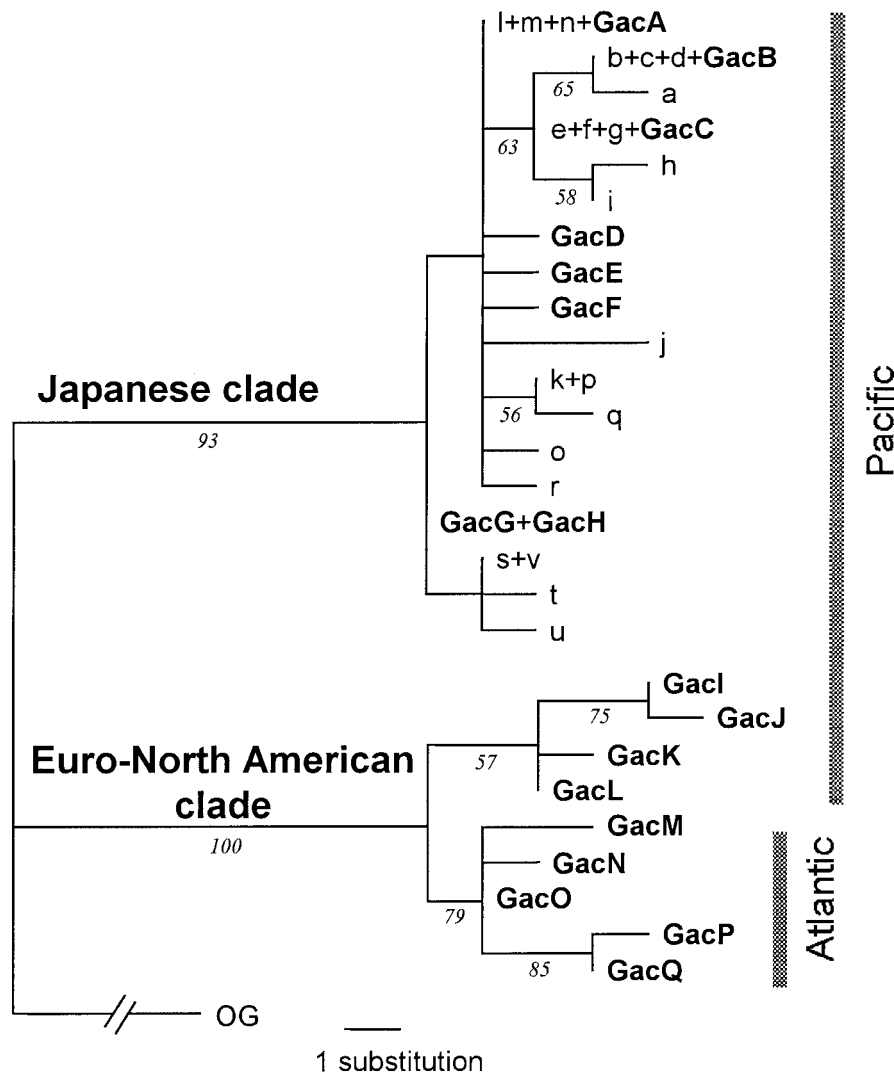 l+m+n+GacA
b+c+d+GacB
65
a
e+f+g+GacC
63
h
58
i
GacD
GacE
GacF
j
Japanese clade
k+p
56
q
93
o
r
GacG+GacH
s+v
t
u
Pacific
GacI
75
GacJ
Euro-North American
clade
57
GacK
GacL
100
GacM
GacN
79
GacO
GacP
85
GacQ
Atlantic
OG
1 substitution